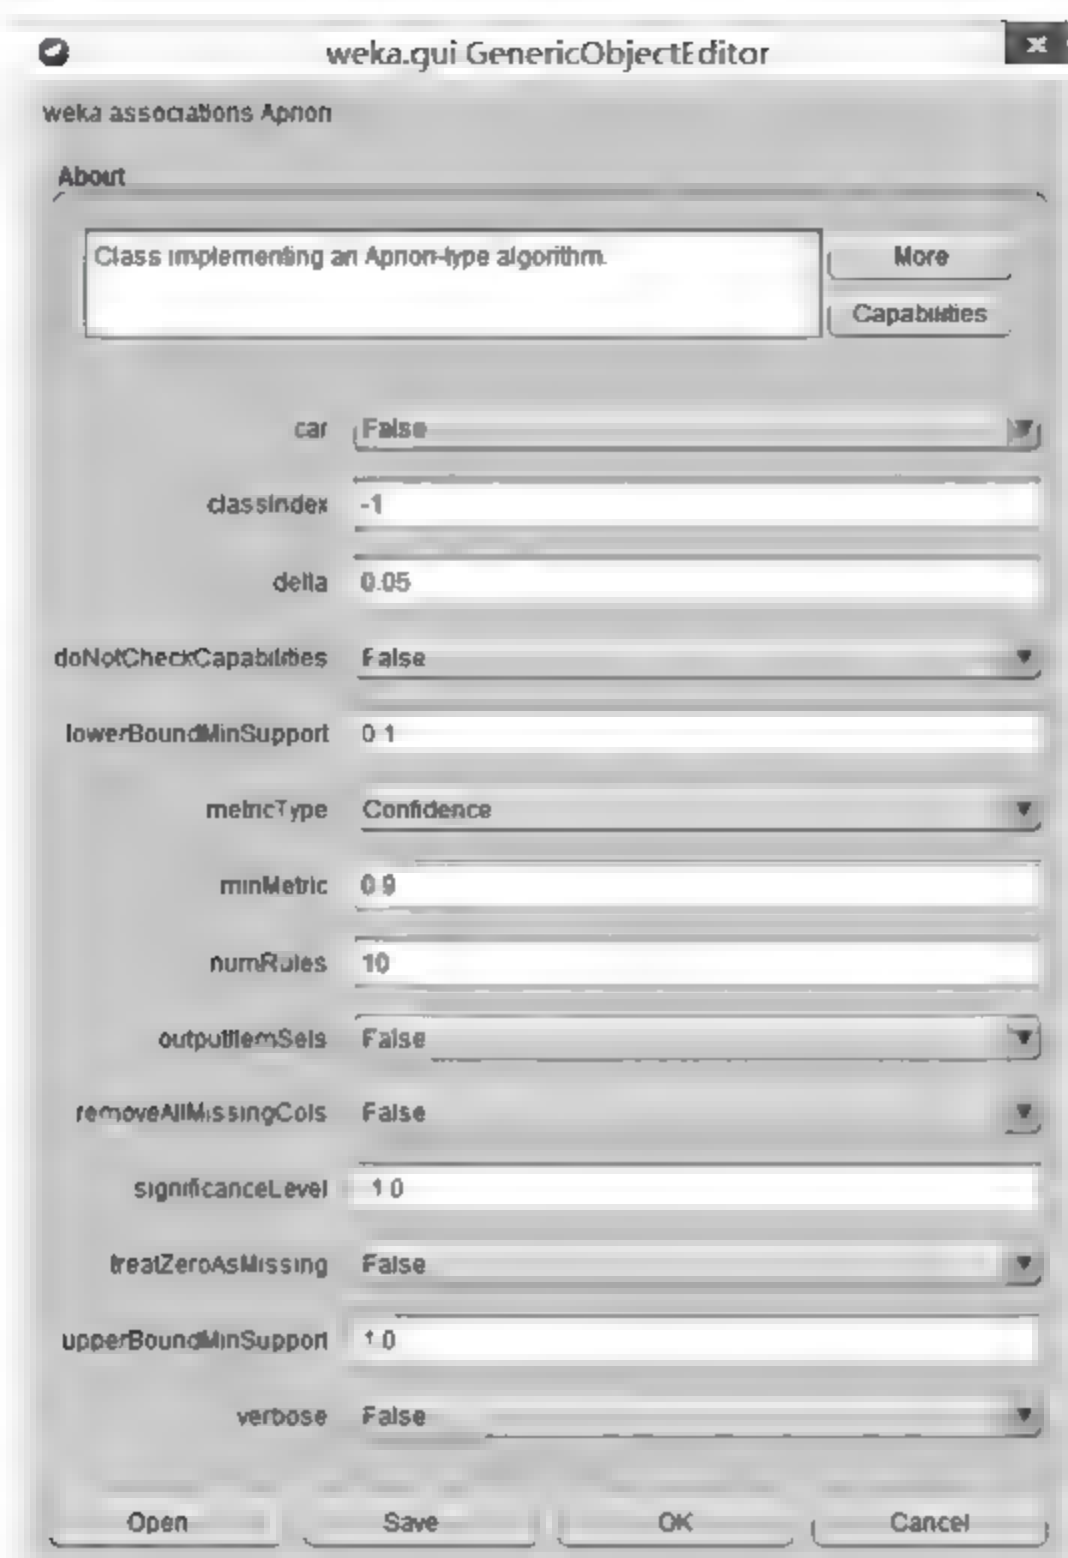 weka.gui GenericObjectEditor
weka associations Apriori
About
Class implementing an Apriori-type algorithm.
More
Capabilities
car False
classIndex -1
delta 0.05
doNotCheckCapabilities False
lowerBoundMinSupport 0.1
metricType Confidence
minMetric 0.9
numRules 10
outputItemSets False
removeAllMissingCols False
significanceLevel -1.0
treatZeroAsMissing False
upperBoundMinSupport 1.0
verbose False
Open Save OK Cancel